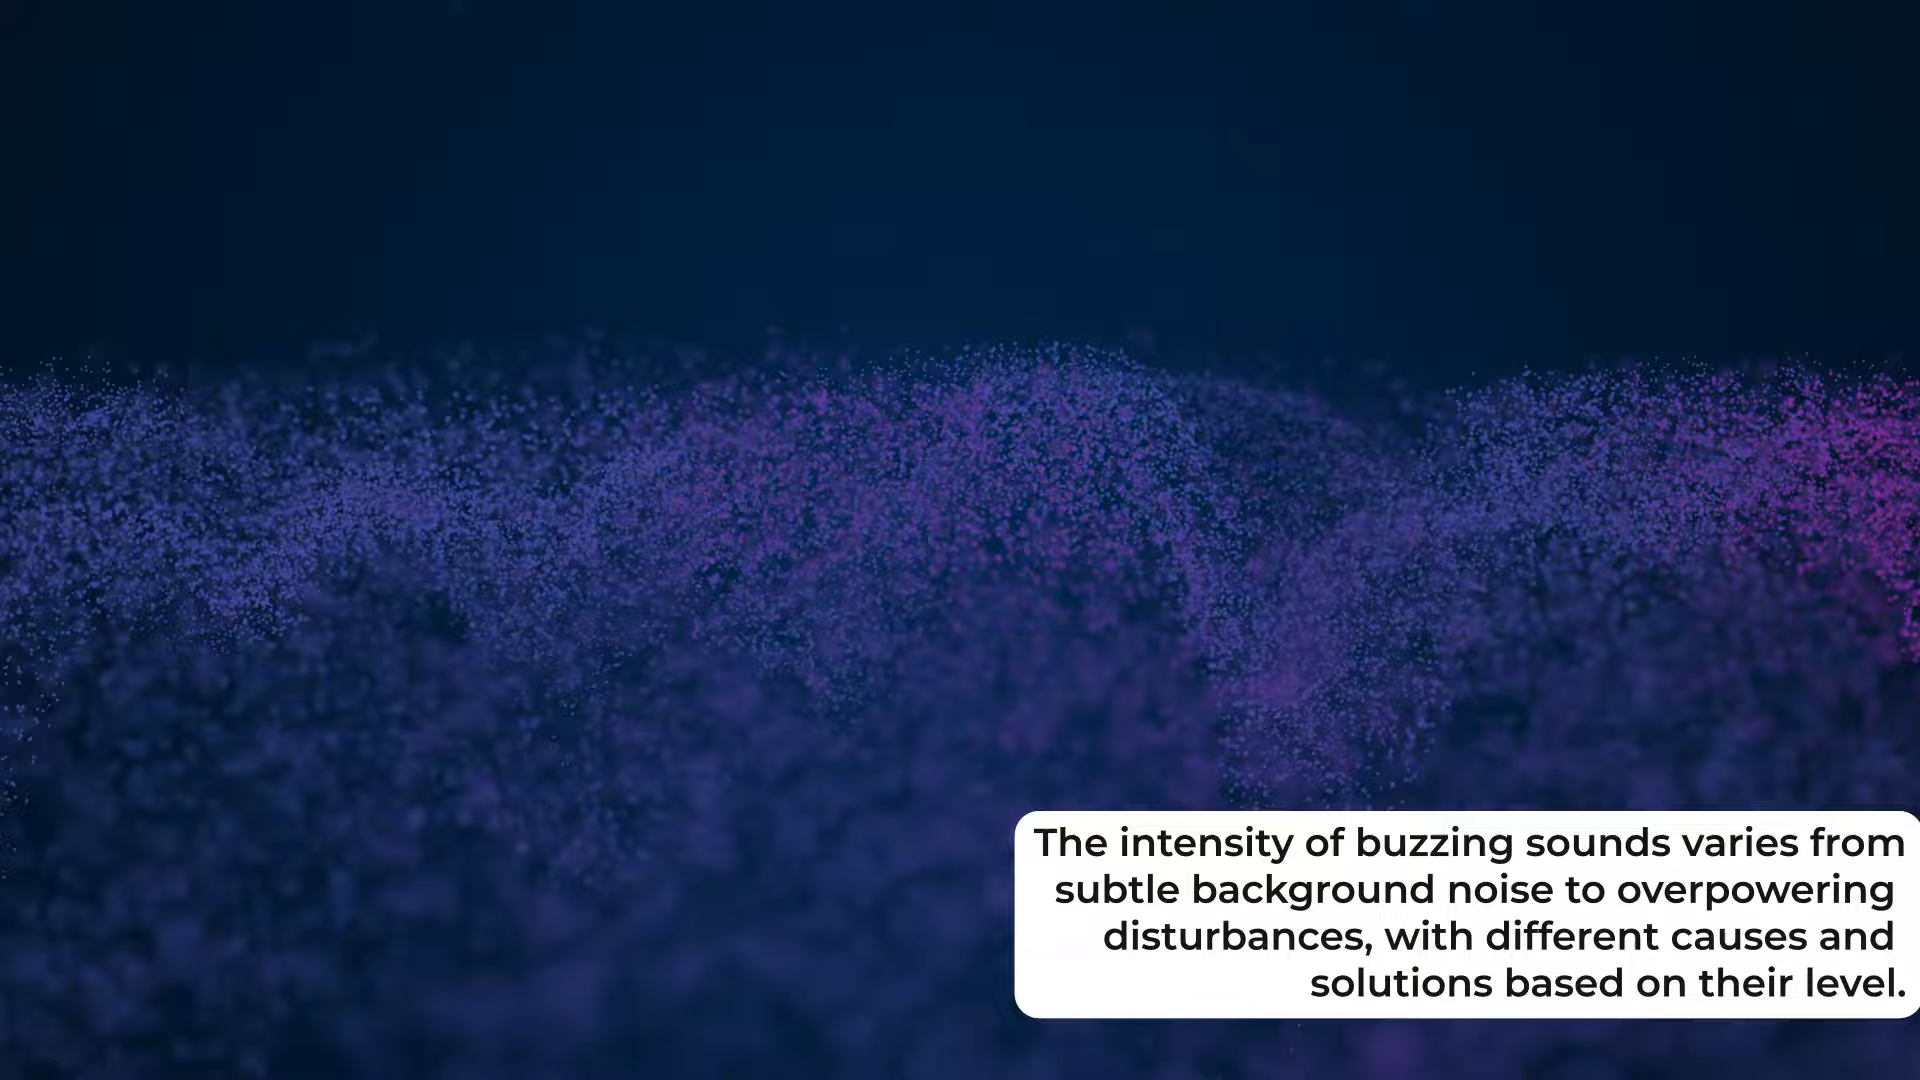 The intensity of buzzing sounds varies from
subtle background noise to overpowering
disturbances, with different causes and
solutions based on their level.